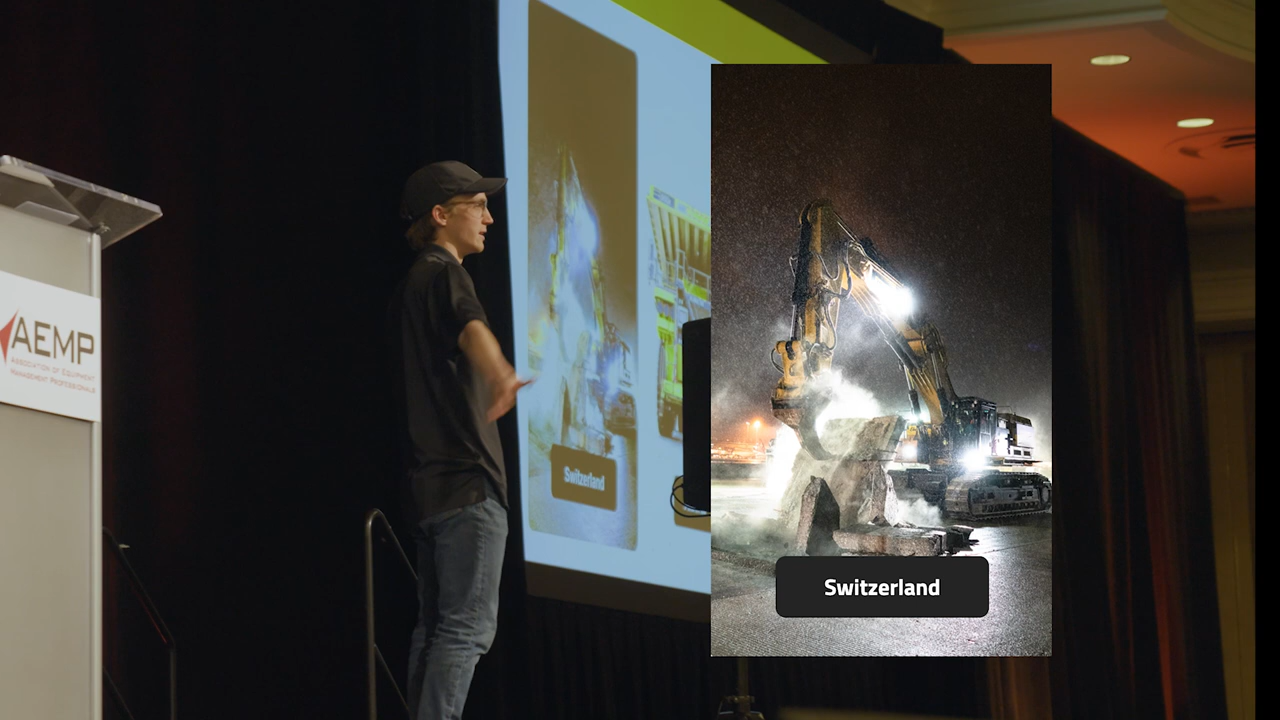 AEMP
Association of Equipment
Management Professionals
Switzerland
Switzerland